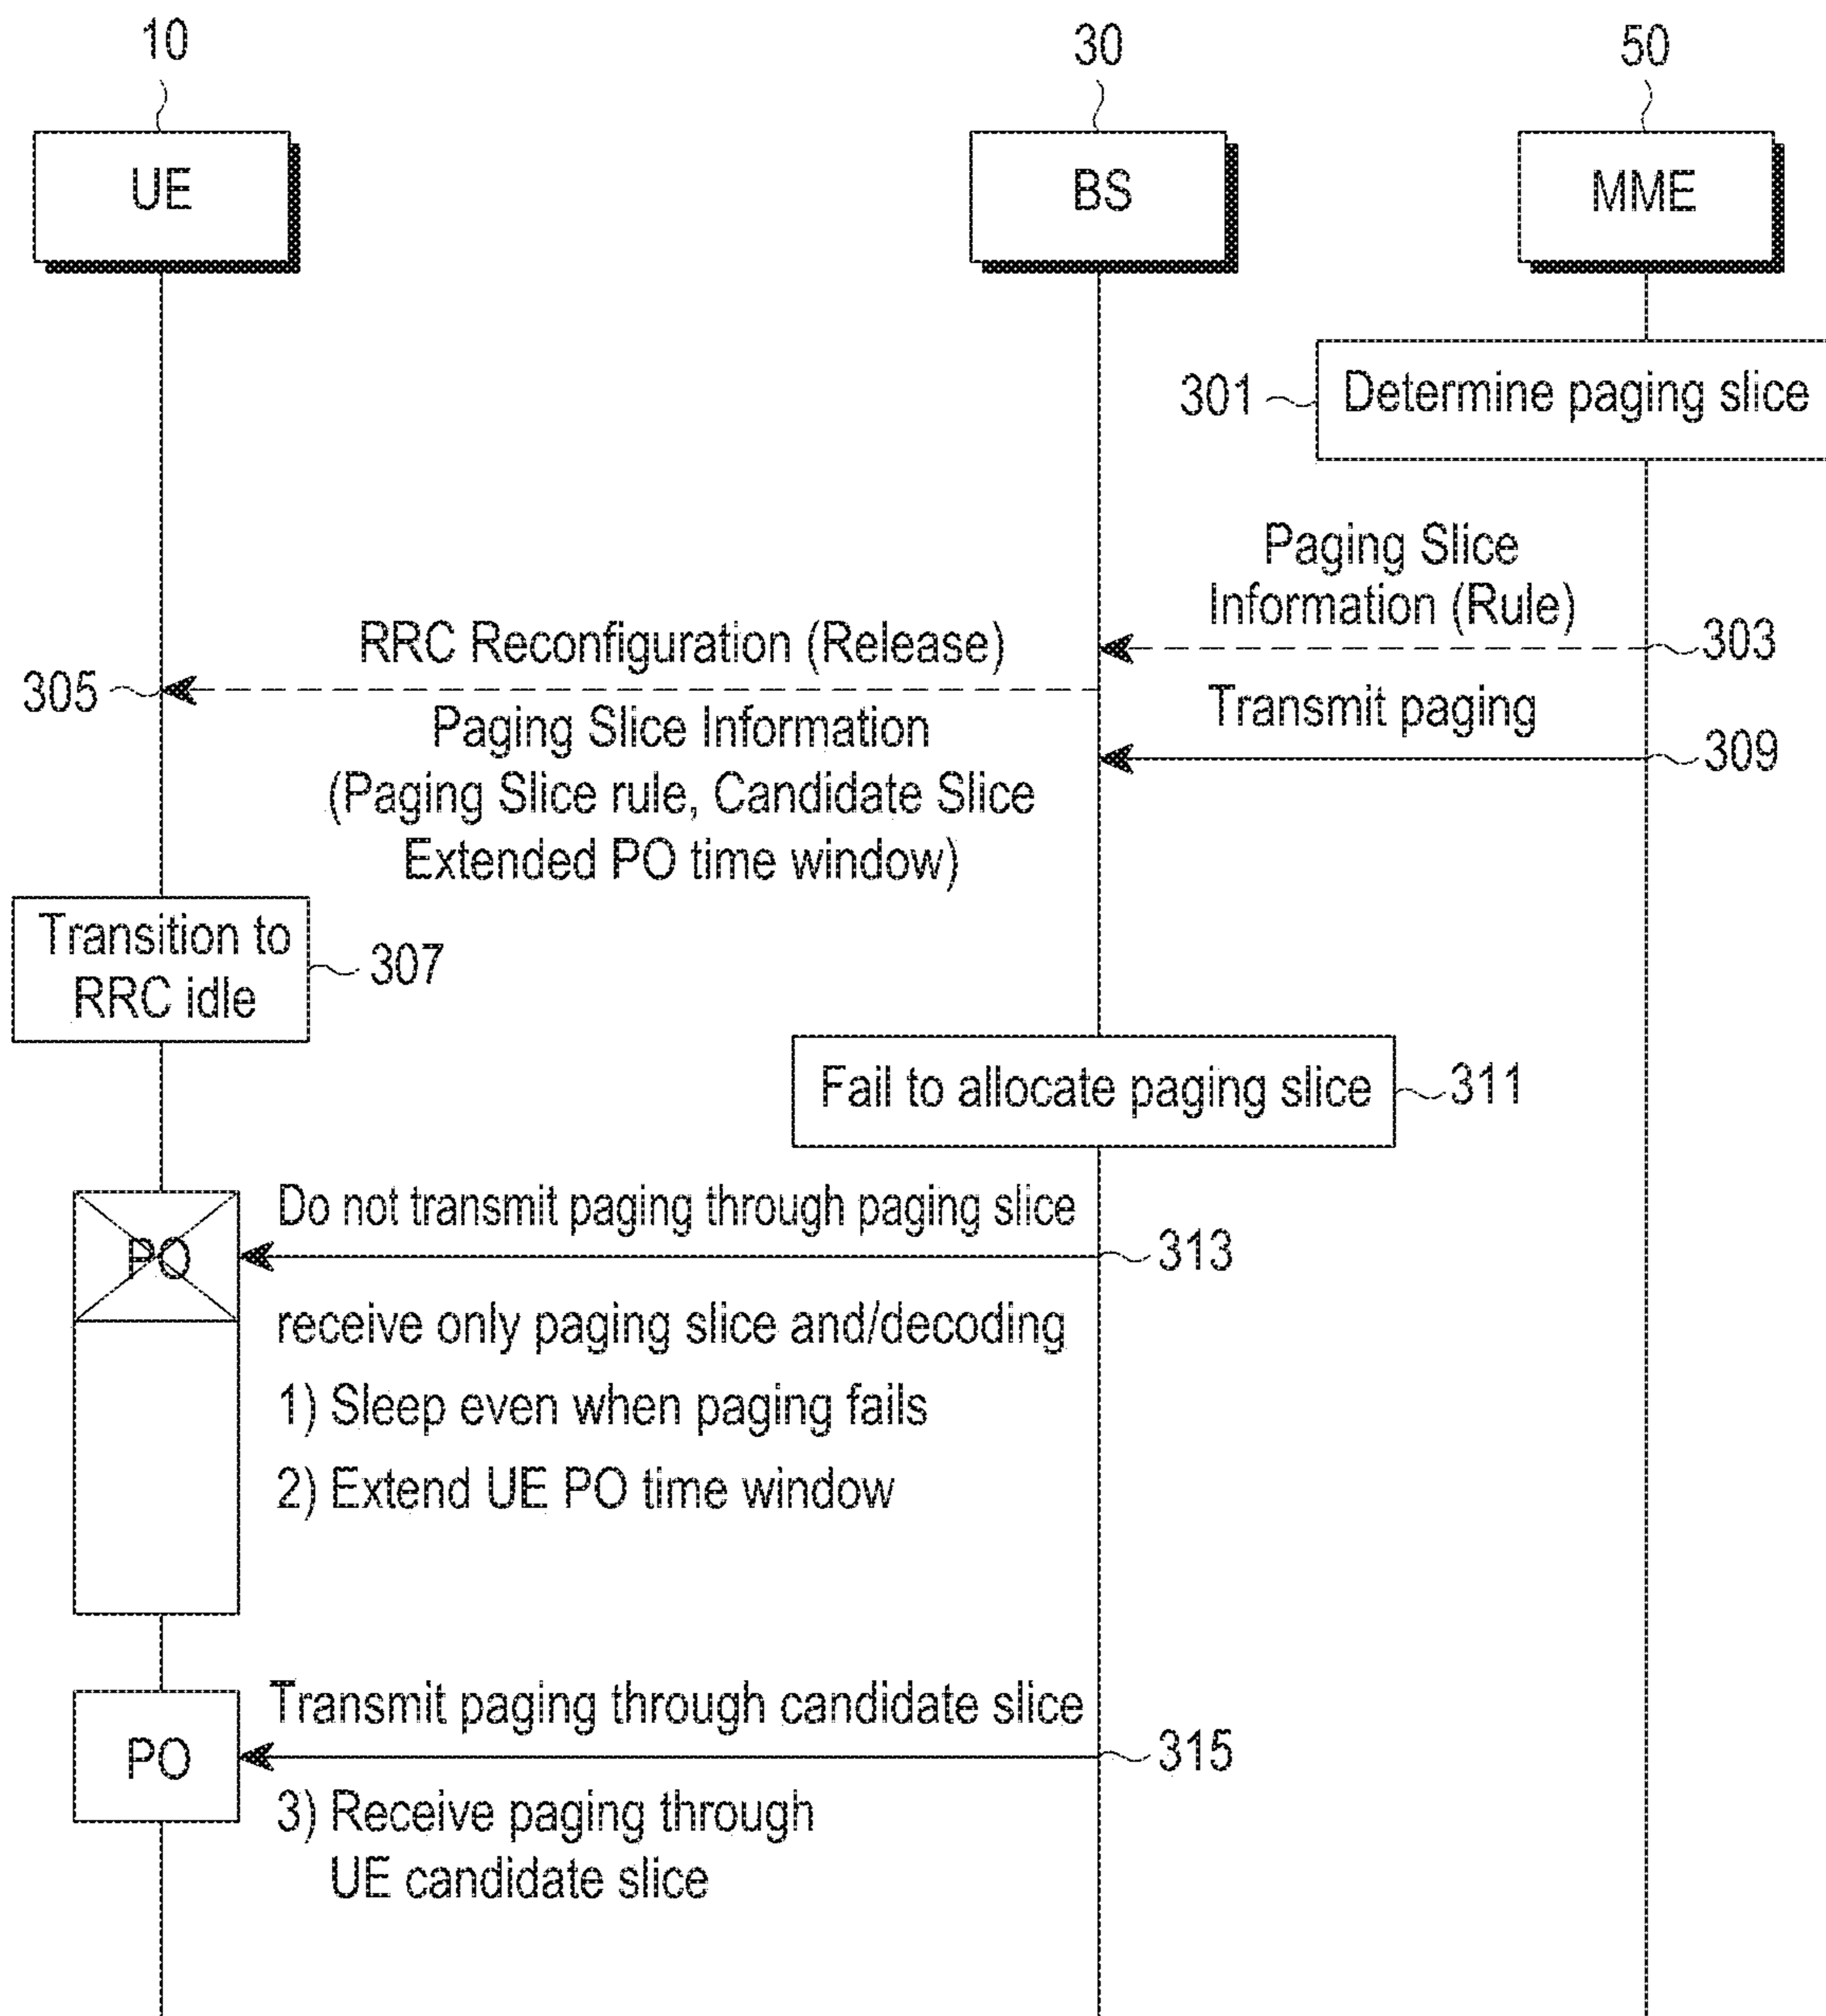 10
30
50
UE
BS
MME
301
Determine paging slice
Paging Slice
Information (Rule)
303
RRC Reconfiguration (Release)
305
Paging Slice Information
(Paging Slice rule, Candidate Slice
Extended PO time window)
Transmit paging
309
Transition to
RRC idle
307
Fail to allocate paging slice
311
PO
Do not transmit paging through paging slice
313
receive only paging slice and/decoding
1) Sleep even when paging fails
2) Extend UE PO time window
PO
Transmit paging through candidate slice
315
3) Receive paging through
UE candidate slice